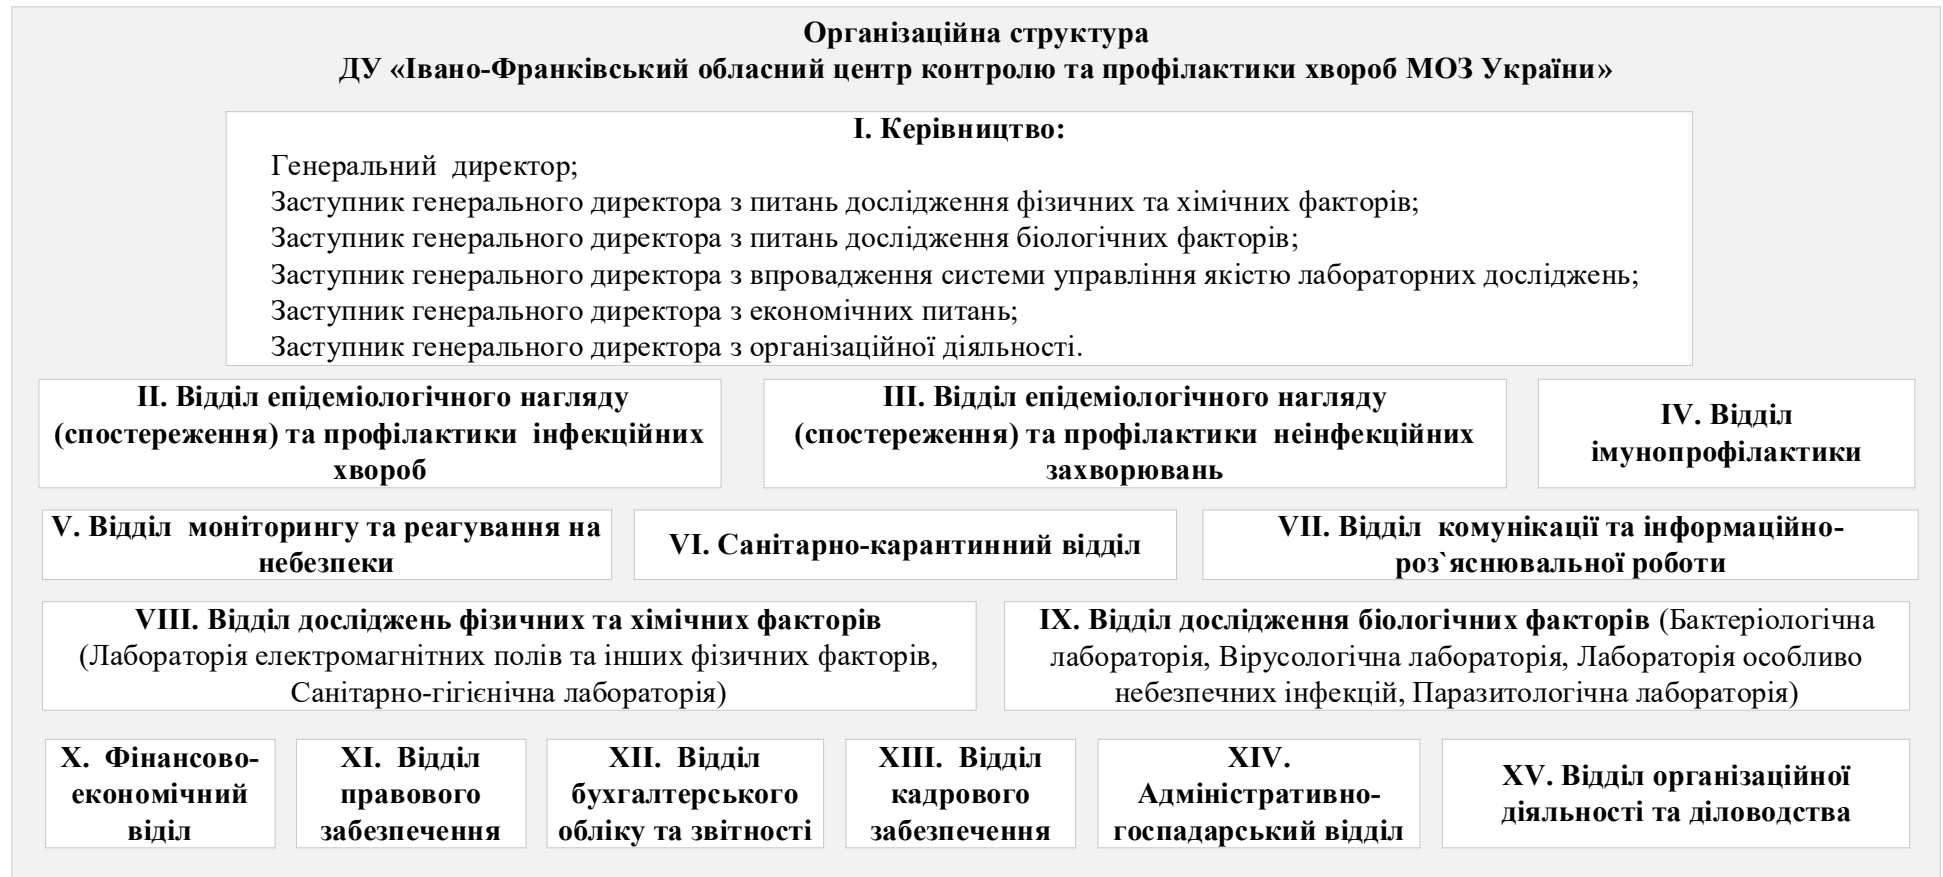 Організаційна структура
ДУ «Івано-Франківський обласний центр контролю та профілактики хвороб МОЗ України»
I. Керівництво:
Генеральний директор;
Заступник генерального директора з питань дослідження фізичних та хімічних факторів;
Заступник генерального директора з питань дослідження біологічних факторів;
Заступник генерального директора з впровадження системи управління якістю лабораторних досліджень;
Заступник генерального директора з економічних питань;
Заступник генерального директора з організаційної діяльності.
II. Відділ епідеміологічного нагляду
(спостереження) та профілактики інфекційних
хвороб
III. Відділ епідеміологічного нагляду
(спостереження) та профілактики неінфекційних
захворювань
IV. Відділ
імунопрофілактики
V. Відділ моніторингу та реагування на
небезпеки
VI. Санітарно-карантинний відділ
VII. Відділ комунікації та інформаційно-
роз`яснювальної роботи
VIII. Відділ досліджень фізичних та хімічних факторів
(Лабораторія електромагнітних полів та інших фізичних факторів,
Санітарно-гігієнічна лабораторія)
IX. Відділ дослідження біологічних факторів (Бактеріологічна
лабораторія, Вірусологічна лабораторія, Лабораторія особливо
небезпечних інфекцій, Паразитологічна лабораторія)
X. Фінансово-
економічний
віділ
XI. Відділ
правового
забезпечення
XII. Відділ
бухгалтерського
обліку та звітності
XIII. Відділ
кадрового
забезпечення
XIV.
Адміністративно-
госпадарський відділ
XV. Відділ організаційної
діяльності та діловодства